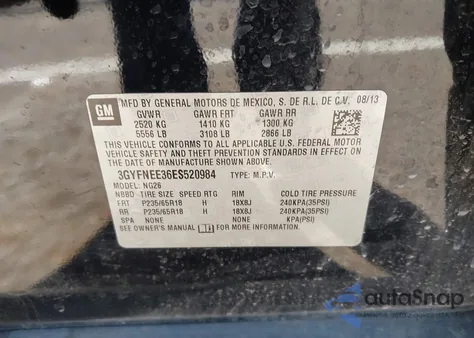 GM
MFD BY GENERAL MOTORS DE MEXICO, S. DE R.L. DE C.V. 08/13
GVWR GAWR FRT GAWR RR
2520 KG 1410 KG 1300 KG
5556 LB 3108 LB 2866 LB
THIS VEHICLE CONFORMS TO ALL APPLICABLE U.S. FEDERAL MOTOR
VEHICLE SAFETY, BUMPER, AND THEFT PREVENTION STANDARDS IN EFFECT ON
THE DATE OF MANUFACTURE SHOWN ABOVE.
3GYFNEE36ES520984 TYPE: M.P.V.
MODEL: NG26
NBBD TIRE SIZE SPEED RTG RIM COLD TIRE PRESSURE
FRT P235/65R18 H 18X8J 240KPA(35PSI)
RR P235/65R18 H 18X8J 240KPA(35PSI)
SPA NONE NONE KPA(PSI)
SEE OWNER'S MANUAL FOR MORE INFORMATION
autosnap